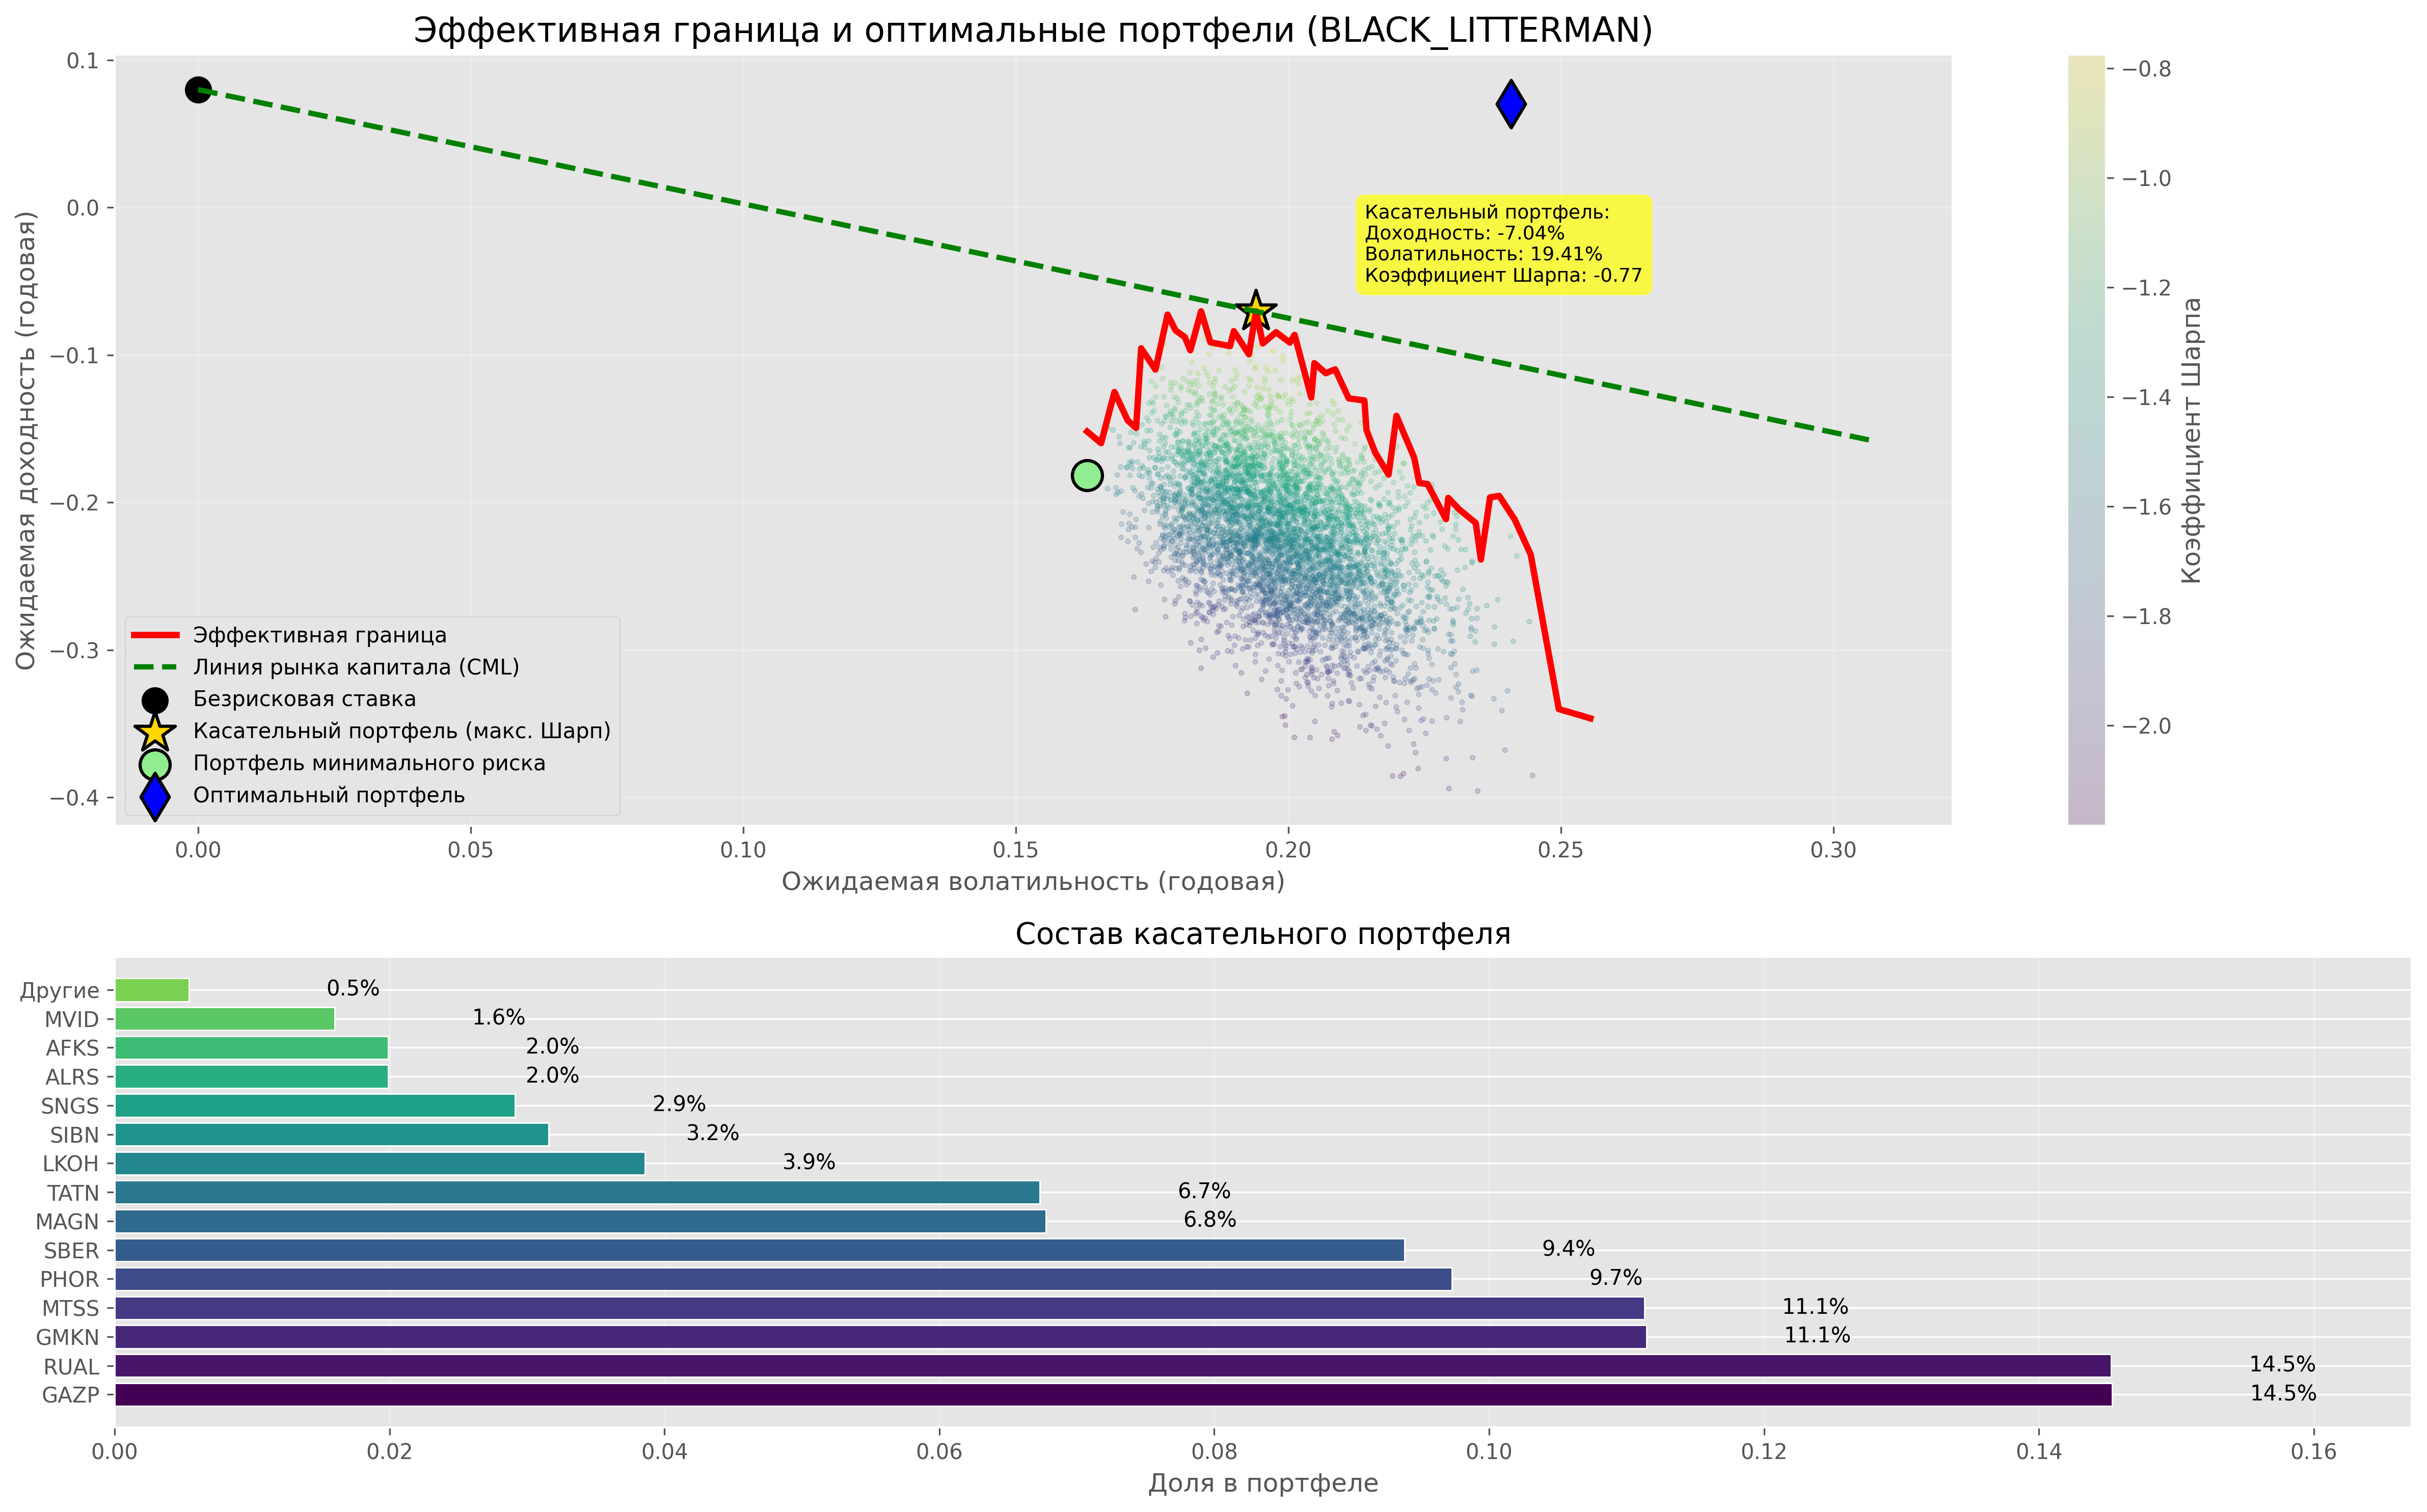 Эффективная граница и оптимальные портфели (BLACK_LITTERMAN)
Ожидаемая доходность (годовая)
0.1
0.0
−0.1
−0.2
−0.3
−0.4
Касательный портфель:
Доходность: -7.04%
Волатильность: 19.41%
Коэффициент Шарпа: -0.77
Эффективная граница
Линия рынка капитала (CML)
Безрисковая ставка
Касательный портфель (макс. Шарп)
Портфель минимального риска
Оптимальный портфель
0.00 0.05 0.10 0.15 0.20 0.25 0.30
Ожидаемая волатильность (годовая)
−0.8
−1.0
−1.2
−1.4
−1.6
−1.8
−2.0
Коэффициент Шарпа
Состав касательного портфеля
Другие 0.5%
MVID 1.6%
AFKS 2.0%
ALRS 2.0%
SNGS 2.9%
SIBN 3.2%
LKOH 3.9%
TATN 6.7%
MAGN 6.8%
SBER 9.4%
PHOR 9.7%
MTSS 11.1%
GMKN 11.1%
RUAL 14.5%
GAZP 14.5%
0.00 0.02 0.04 0.06 0.08 0.10 0.12 0.14 0.16
Доля в портфеле